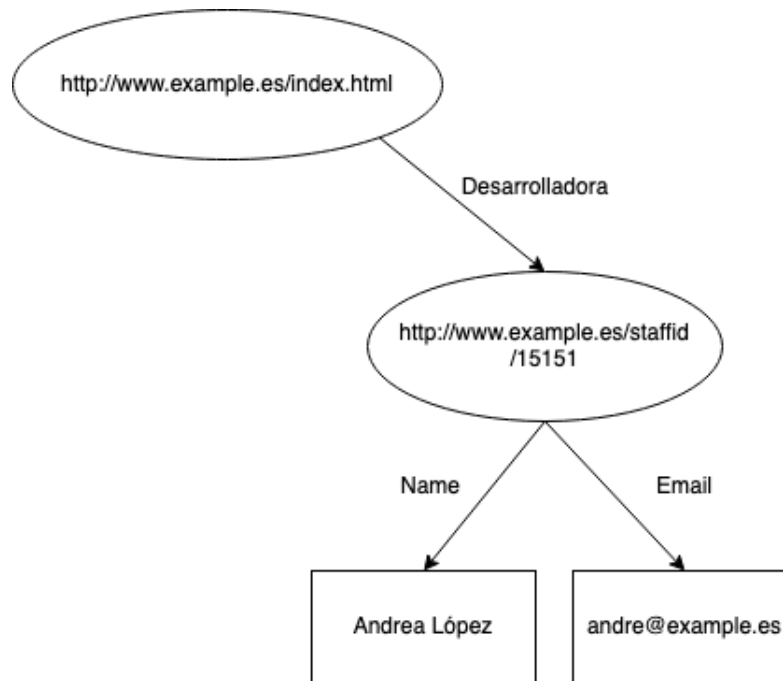 http://www.example.es/index.html
Desarrolladora
http://www.example.es/staffid
/15151
Name
Email
Andrea López
andre@example.es